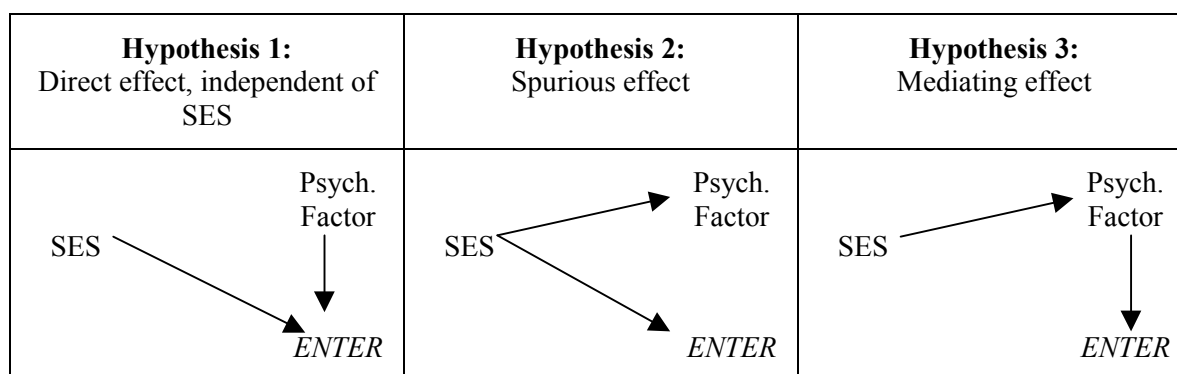 Hypothesis 1:
Direct effect, independent of
SES
Hypothesis 2:
Spurious effect
Hypothesis 3:
Mediating effect
Psych.
Factor
SES
ENTER
Psych.
Factor
SES
ENTER
Psych.
Factor
SES
ENTER